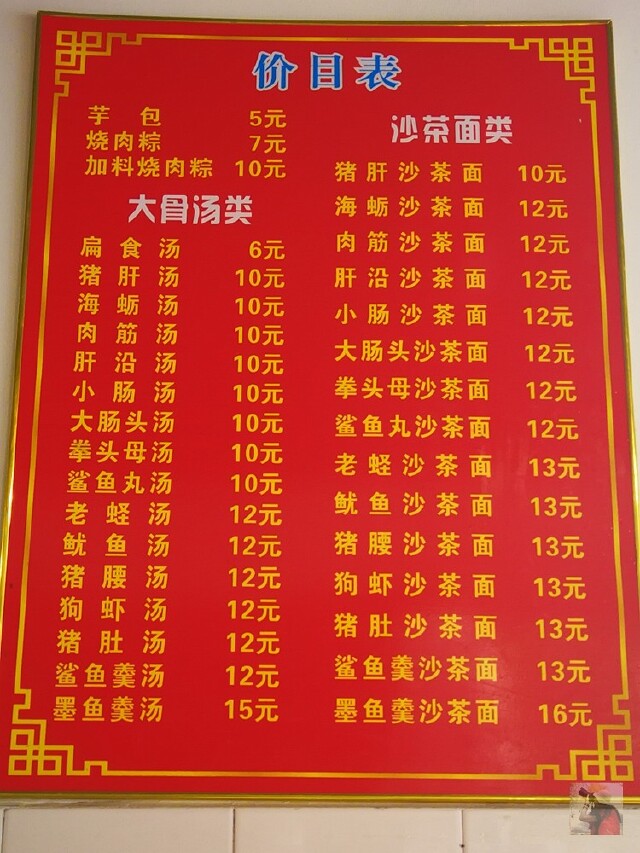 价目表
芋包 5元
烧肉粽 7元
加料烧肉粽 10元
大骨汤类
扁食汤 6元
猪肝汤 10元
海蛎汤 10元
肉筋汤 10元
肝沿汤 10元
小肠汤 10元
大肠头汤 10元
拳头母汤 10元
鲨鱼丸汤 10元
老蛏汤 12元
鱿鱼汤 12元
猪腰汤 12元
狗虾汤 12元
猪肚汤 12元
鲨鱼羹汤 12元
墨鱼羹汤 15元
沙茶面类
猪肝沙茶面 10元
海蛎沙茶面 12元
肉筋沙茶面 12元
肝沿沙茶面 12元
小肠沙茶面 12元
大肠头沙茶面 12元
拳头母沙茶面 12元
鲨鱼丸沙茶面 12元
老蛏沙茶面 13元
鱿鱼沙茶面 13元
猪腰沙茶面 13元
狗虾沙茶面 13元
猪肚沙茶面 13元
鲨鱼羹沙茶面 13元
墨鱼羹沙茶面 16元